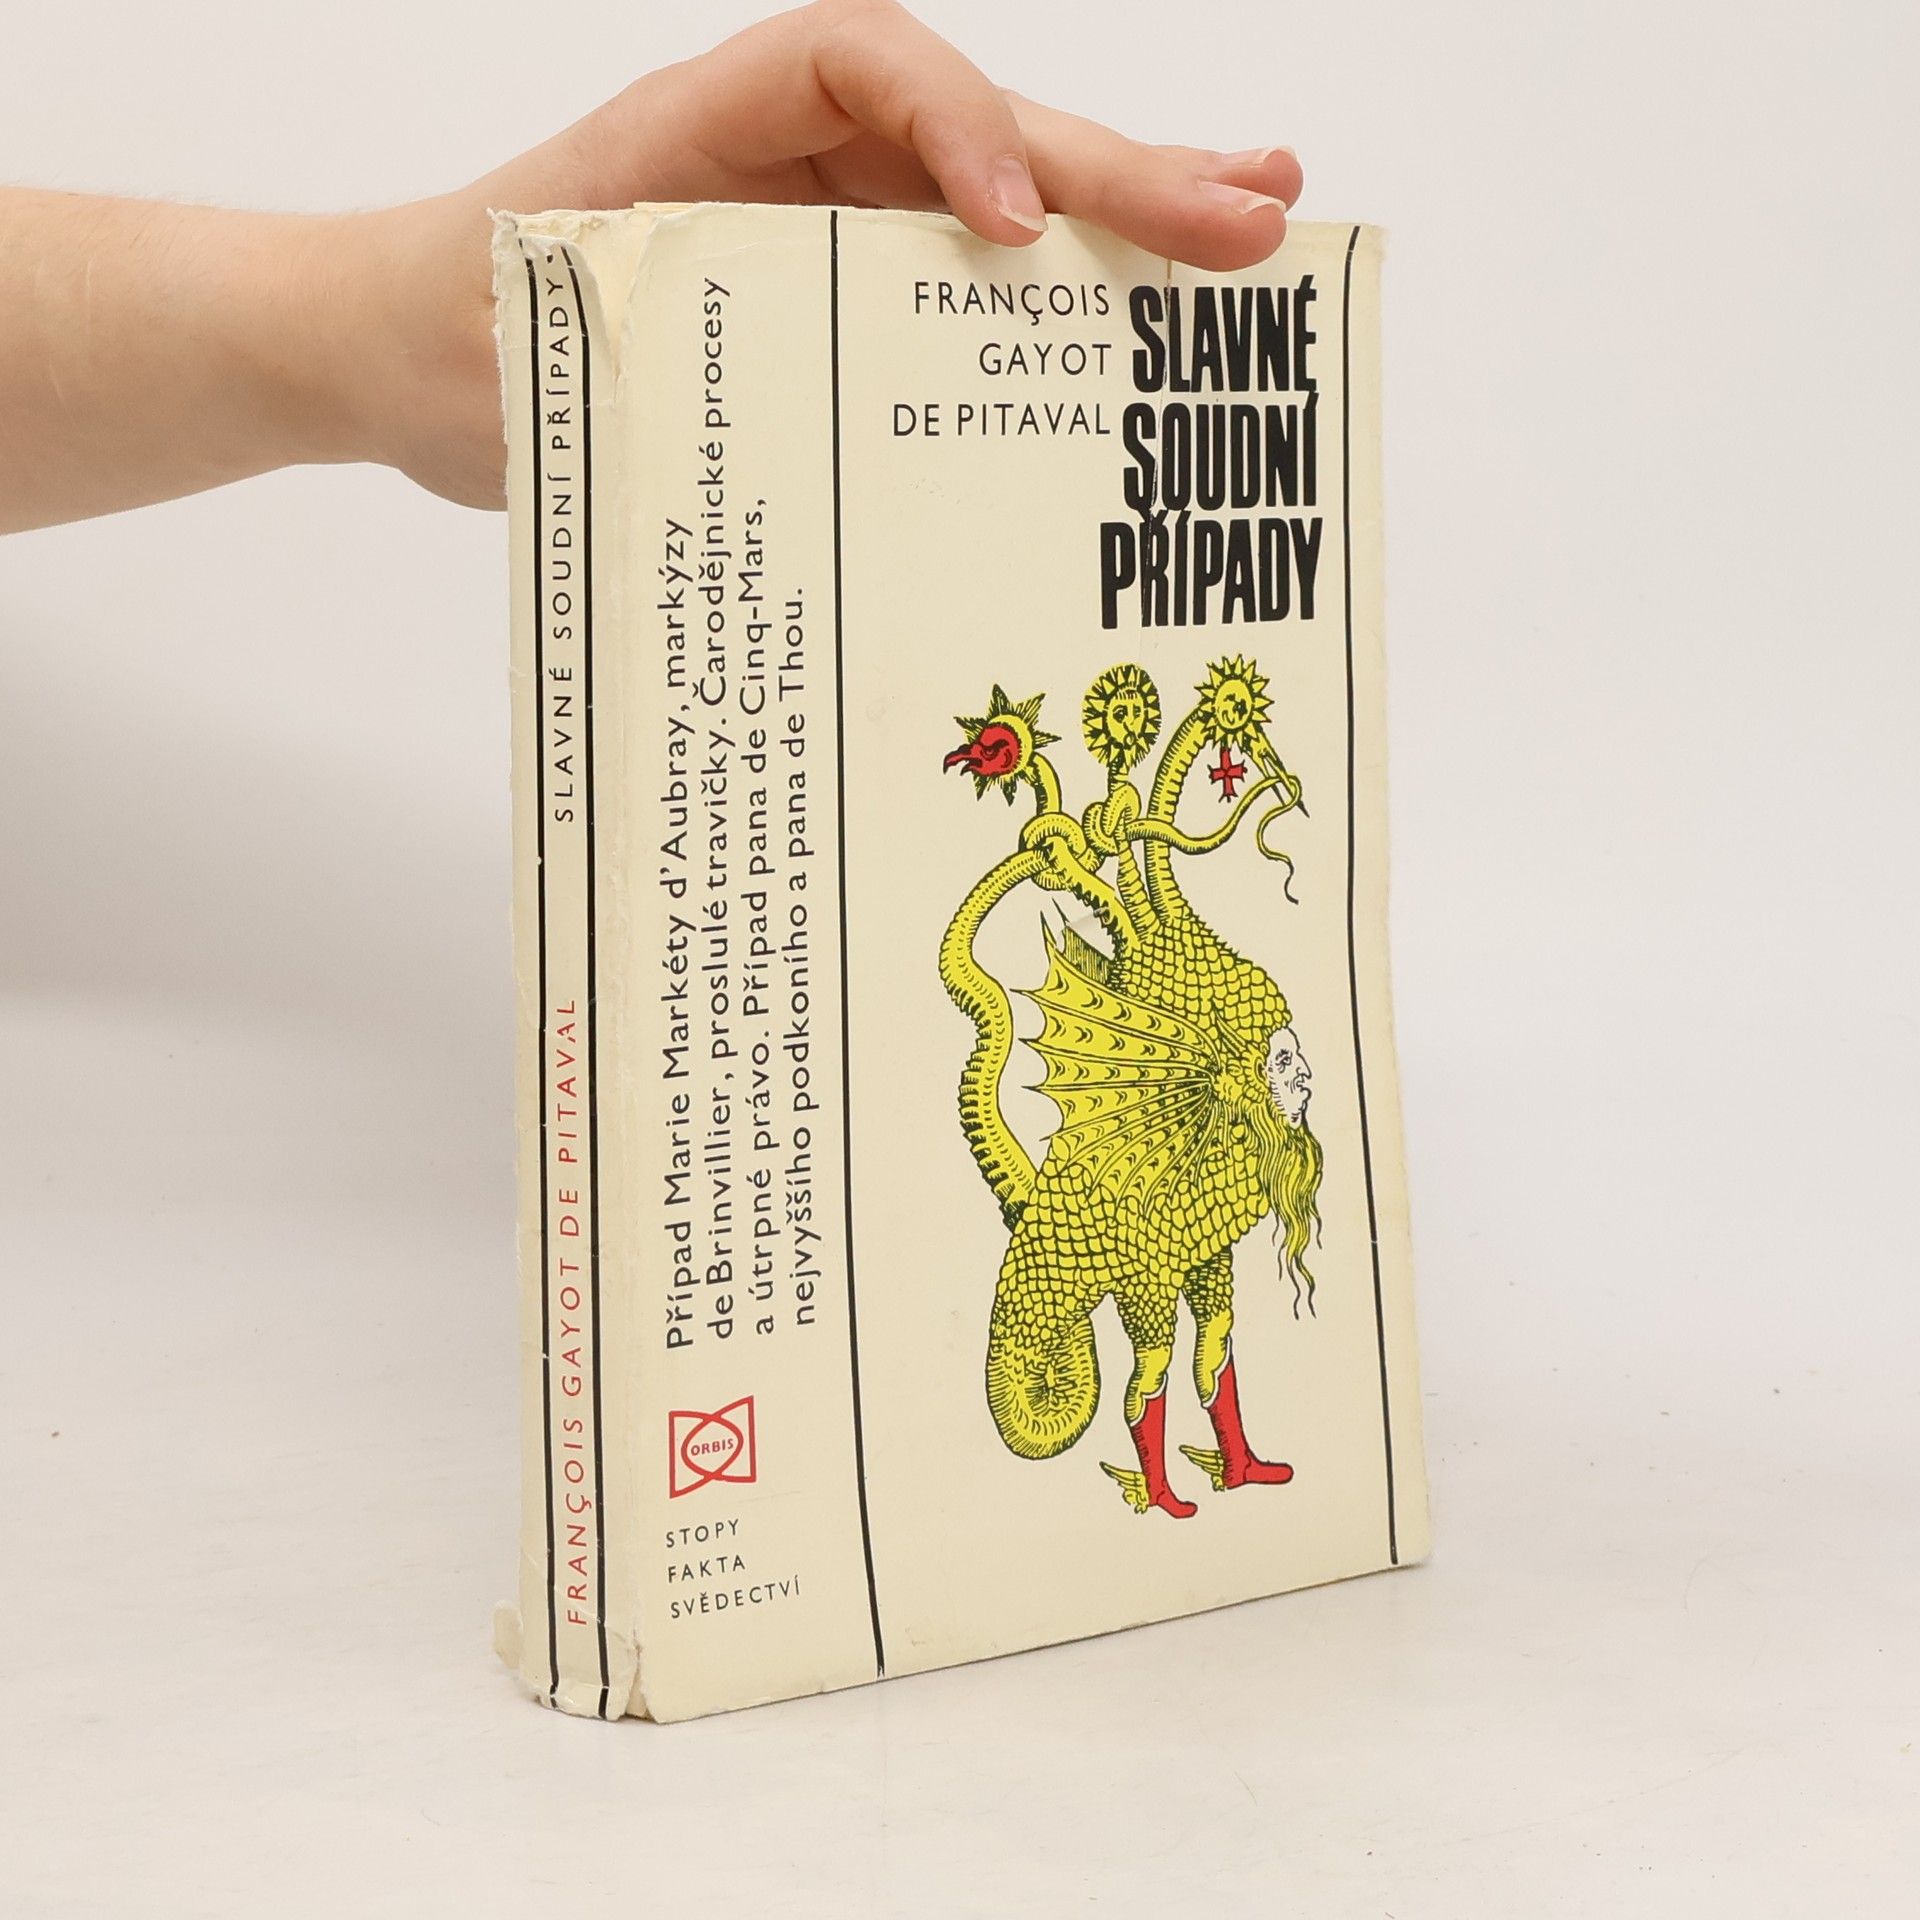 FRANÇOIS GAYOT DE PITAVAL SLAVNÉ SOUDNÍ PŘÍPADY
Případ Marie Markéty d'Aubray, markýzy
de Brinvillier, proslulé travičky. Čarodějnické procesy
a útrpné právo. Případ pana de Cinq-Mars,
nejvyššího podkoního a pana de Thou.
ORBIS
STOPY
FAKTA
SVĚDECTVÍ
FRANÇOIS
GAYOT
DE PITAVAL
SLAVNÉ
SOUDNÍ
PŘÍPADY